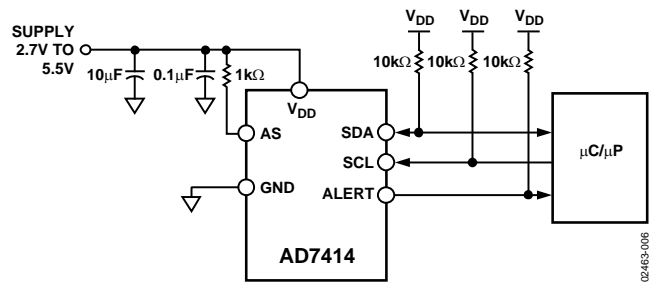 SUPPLY
2.7V TO
5.5V
10μF
0.1μF
1kΩ
VDD
VDD
VDD
10kΩ
10kΩ
10kΩ
VDD
AS
SDA
SCL
GND
ALERT
μC/μP
AD7414
02463-006